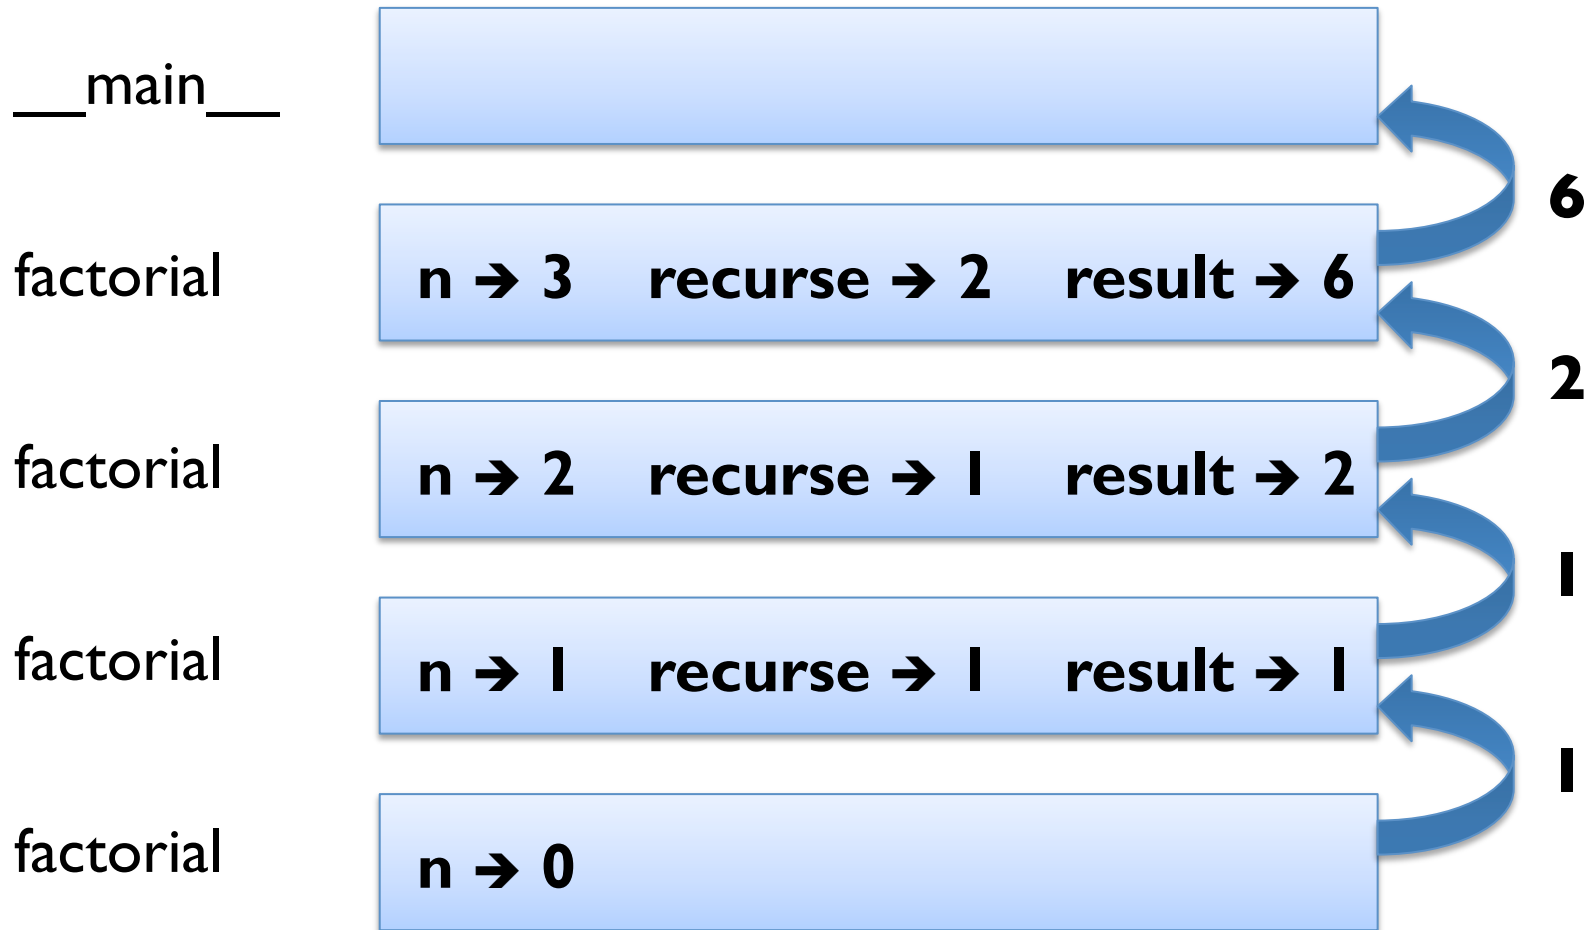 __main__
6
factorial n → 3 recurse → 2 result → 6
2
factorial n → 2 recurse → 1 result → 2
1
factorial n → 1 recurse → 1 result → 1
1
factorial n → 0